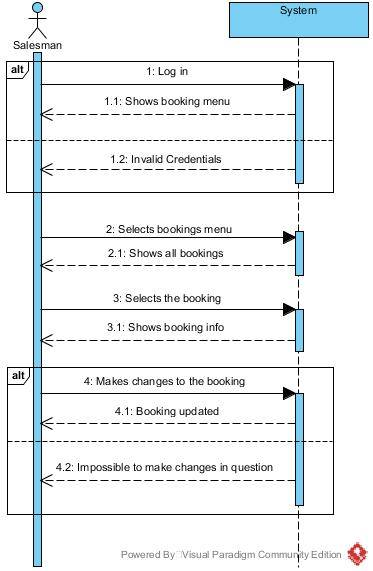 System
Salesman
alt
1: Log in
1.1: Shows booking menu
1.2: Invalid Credentials
2: Selects bookings menu
2.1: Shows all bookings
3: Selects the booking
3.1: Shows booking info
alt
4: Makes changes to the booking
4.1: Booking updated
4.2: Impossible to make changes in question
Powered By Visual Paradigm Community Edition